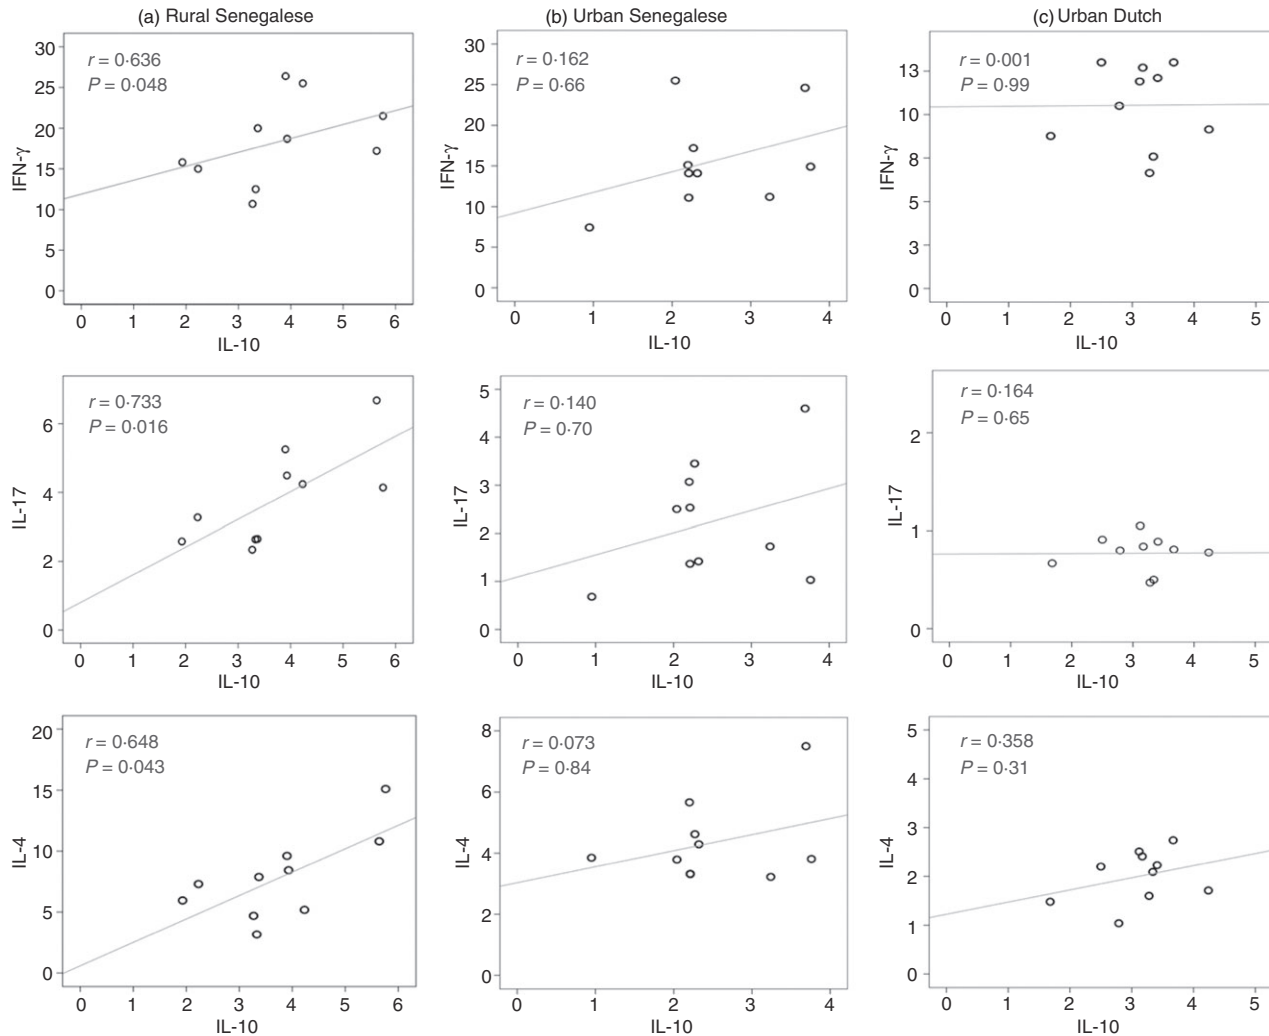 (a) Rural Senegalese
r = 0·636
P = 0·048
30
25
20
15
10
5
0
IFN-γ
0 1 2 3 4 5 6
IL-10
(b) Urban Senegalese
r = 0·162
P = 0·66
30
25
20
15
10
5
0
IFN-γ
0 1 2 3 4
IL-10
(c) Urban Dutch
r = 0·001
P = 0·99
13
10
8
5
3
0
IFN-γ
0 1 2 3 4 5
IL-10
r = 0·733
P = 0·016
6
4
2
0
IL-17
0 1 2 3 4 5 6
IL-10
r = 0·140
P = 0·70
5
4
3
2
1
0
IL-17
0 1 2 3 4
IL-10
r = 0·164
P = 0·65
2
1
0
IL-17
0 1 2 3 4 5
IL-10
r = 0·648
P = 0·043
20
15
10
5
0
IL-4
0 1 2 3 4 5 6
IL-10
r = 0·073
P = 0·84
8
6
4
2
0
IL-4
0 1 2 3 4
IL-10
r = 0·358
P = 0·31
5
4
3
2
1
0
IL-4
0 1 2 3 4 5
IL-10